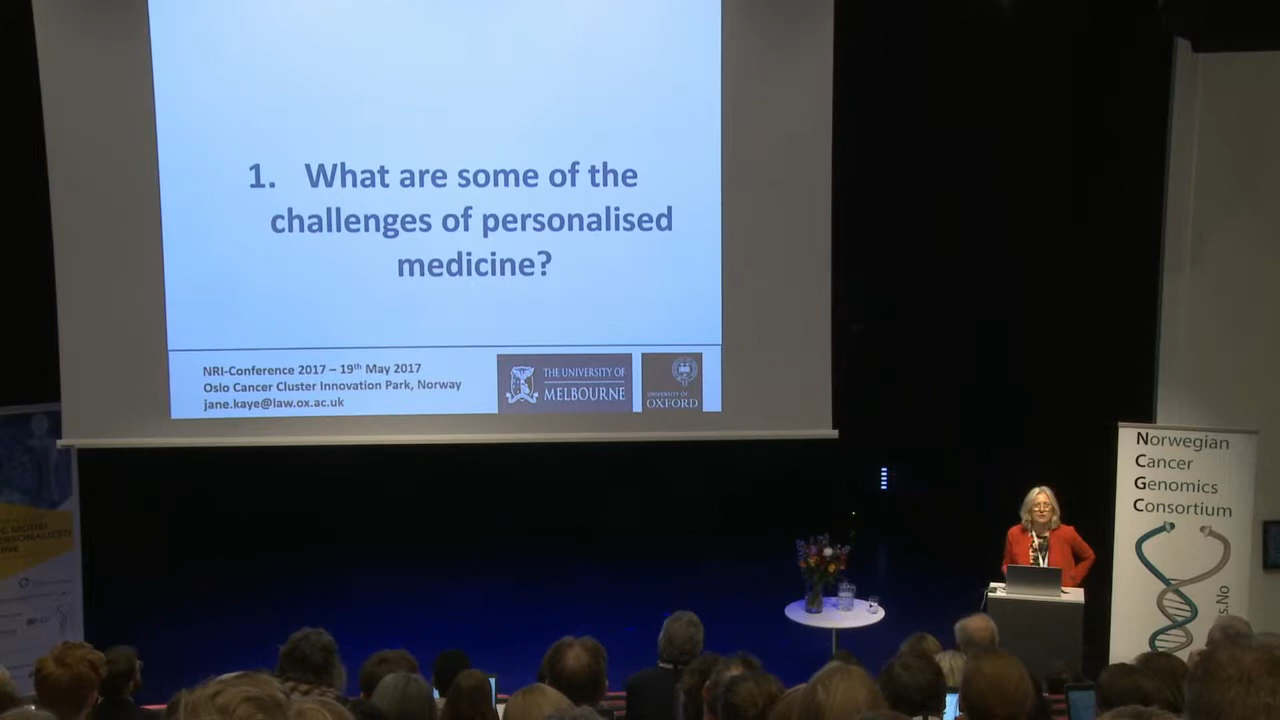 1. What are some of the
challenges of personalised
medicine?
NRI-Conference 2017 – 19th May 2017
Oslo Cancer Cluster Innovation Park, Norway
jane.kaye@law.ox.ac.uk
THE UNIVERSITY OF
MELBOURNE
UNIVERSITY OF
OXFORD
Norwegian
Cancer
Genomics
Consortium
s.No
MODEL